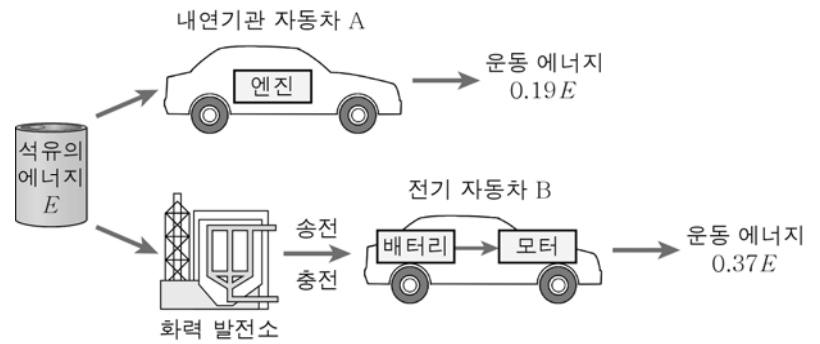 내연기관 자동차 A
엔진
운동 에너지
0.19E
석유의
에너지
E
전기 자동차 B
송전
충전
배터리
모터
운동 에너지
0.37E
화력 발전소